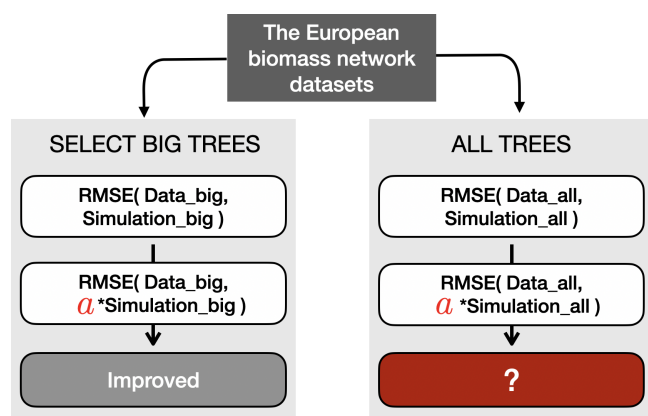 The European
biomass network
datasets
SELECT BIG TREES
RMSE( Data_big,
Simulation_big )
RMSE( Data_big,
a *Simulation_big )
Improved
ALL TREES
RMSE( Data_all,
Simulation_all )
RMSE( Data_all,
a *Simulation_all )
?